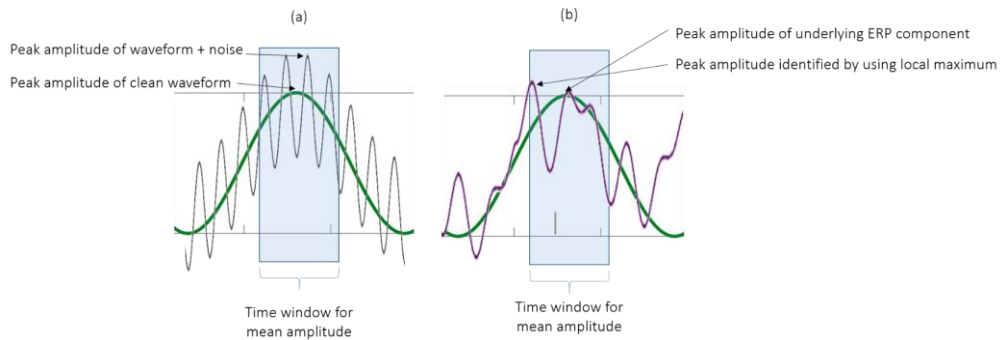 (a)
Peak amplitude of waveform + noise
Peak amplitude of clean waveform
Time window for
mean amplitude
(b)
Peak amplitude of underlying ERP component
Peak amplitude identified by using local maximum
Time window for
mean amplitude